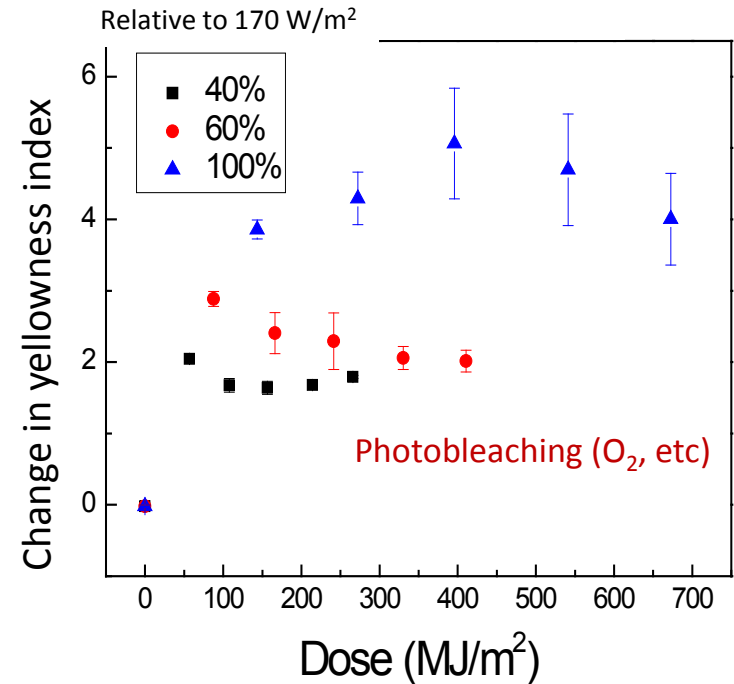 Relative to 170 W/m²
40%
60%
100%
Change in yellowness index
6
4
2
0
Photobleaching (O₂, etc)
0 100 200 300 400 500 600 700
Dose (MJ/m²)